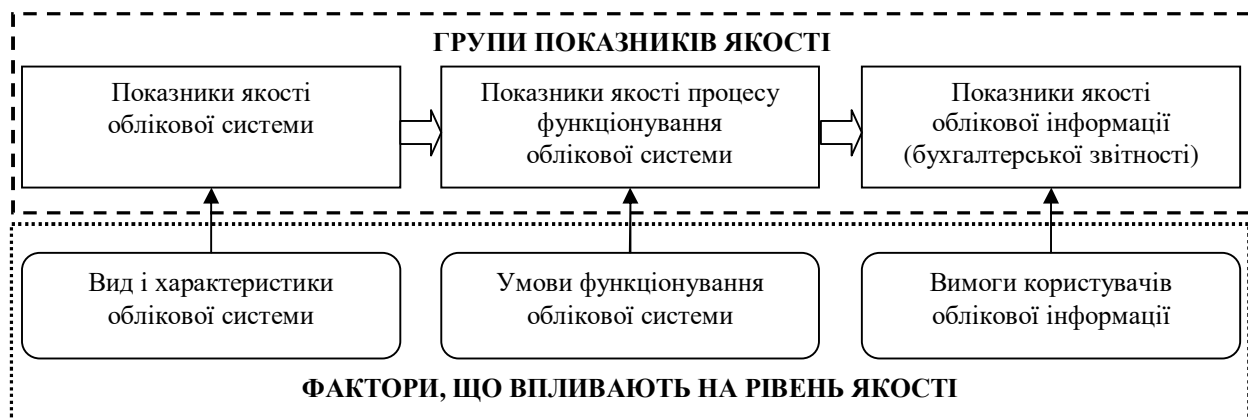 ГРУПИ ПОКАЗНИКІВ ЯКОСТІ
Показники якості
облікової системи
Показники якості процесу
функціонування
облікової системи
Показники якості
облікової інформації
(бухгалтерської звітності)
Вид і характеристики
облікової системи
Умови функціонування
облікової системи
Вимоги користувачів
облікової інформації
ФАКТОРИ, ЩО ВПЛИВАЮТЬ НА РІВЕНЬ ЯКОСТІ